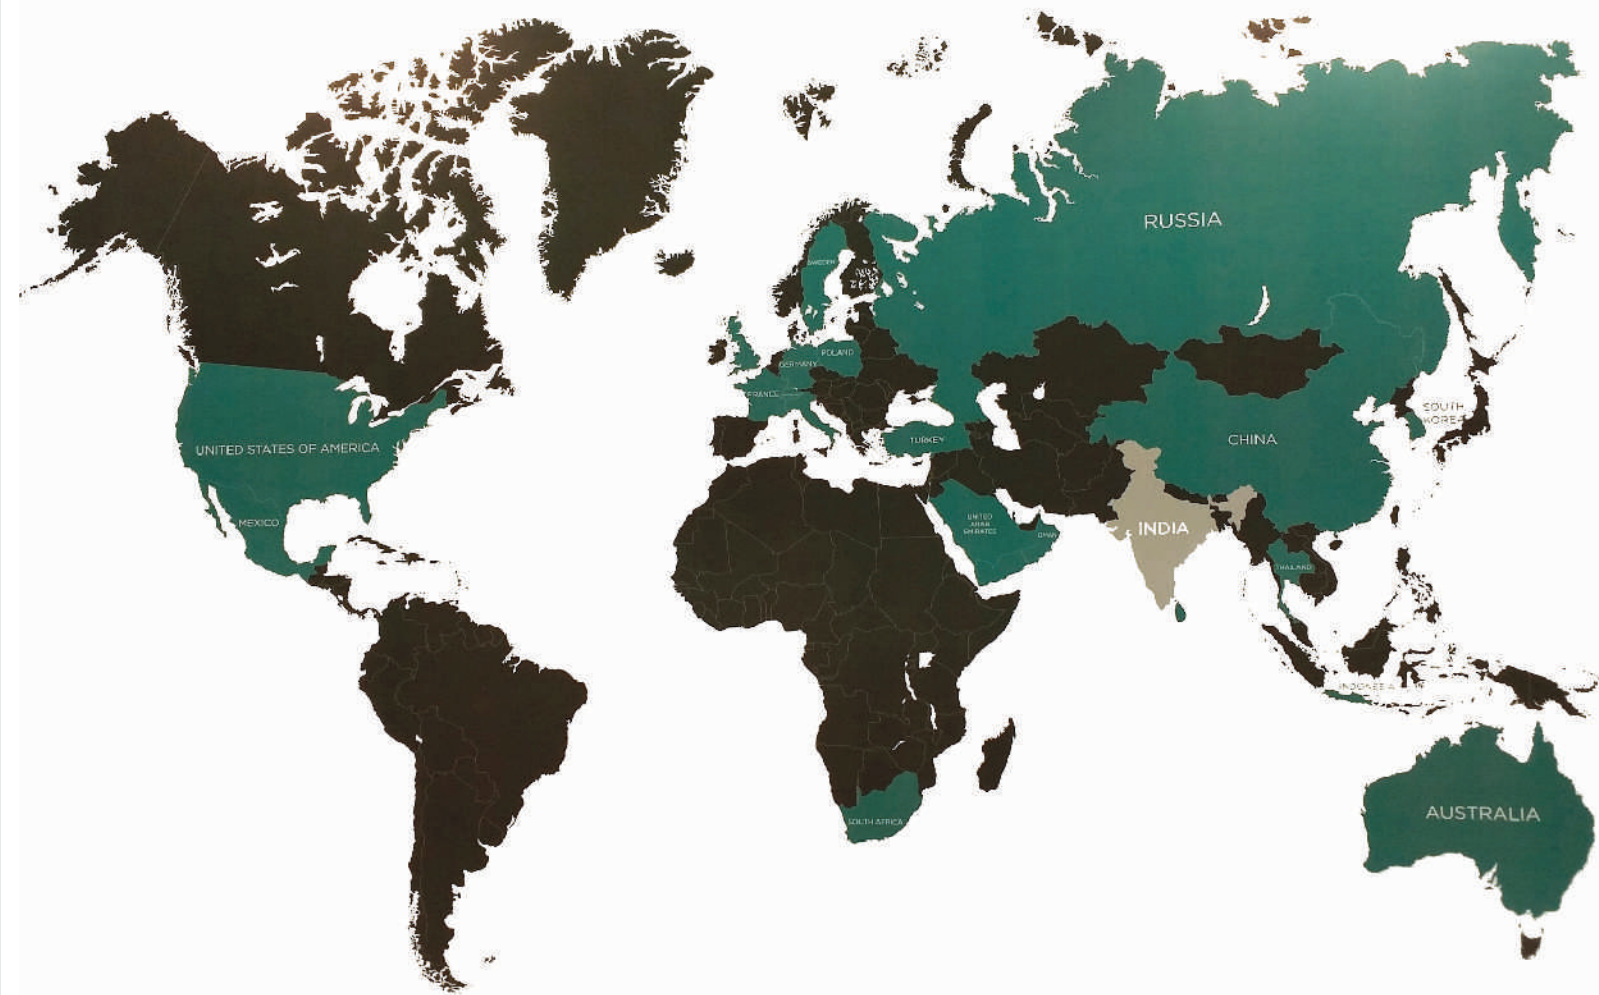 RUSSIA
SWEDEN
POLAND
GERMANY
FRANCE
SOUTH
KOREA
TURKEY
CHINA
UNITED STATES OF AMERICA
MEXICO
UNITED
ARAB
EMIRATES
OMAN
INDIA
THAILAND
INDONESIA
AUSTRALIA
SOUTH AFRICA